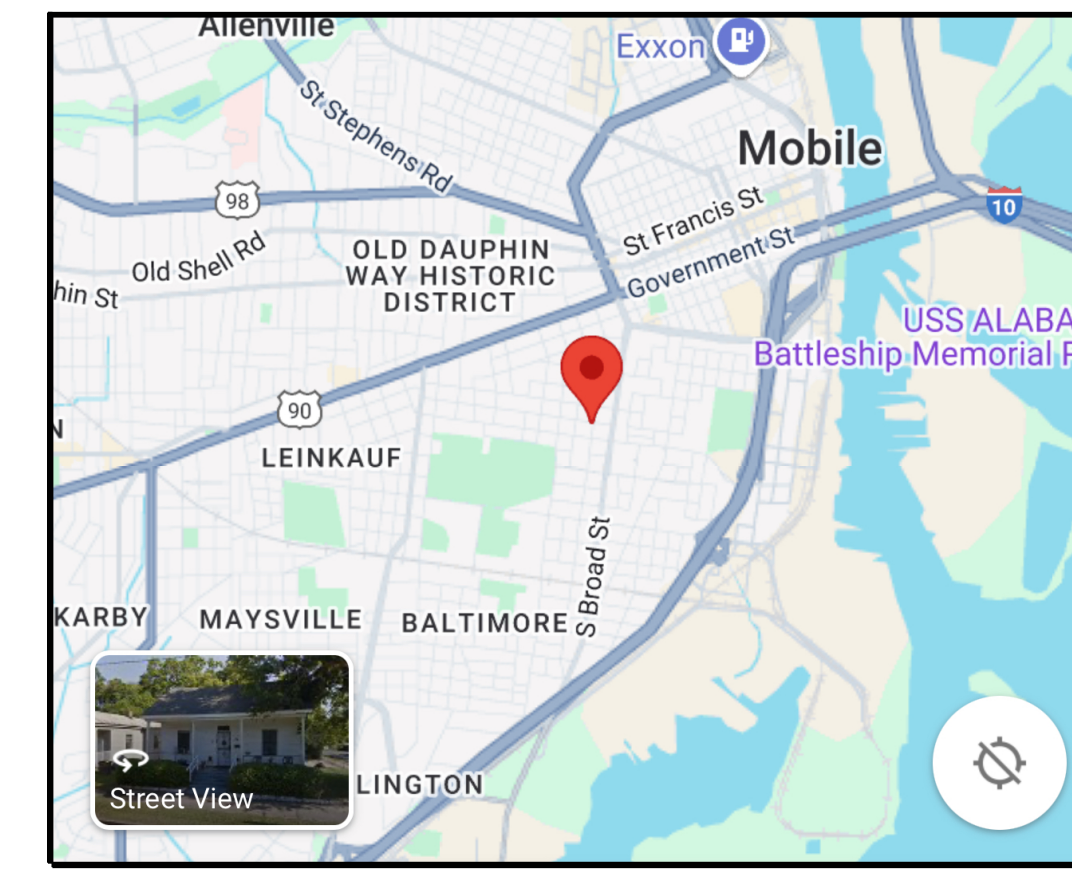 Allenville
Exxon
St Stephens Rd
Mobile
98
10
St Francis St
Old Shell Rd
OLD DAUPHIN
WAY HISTORIC
DISTRICT
Government St
hin St
USS ALABA
Battleship Memorial P
90
N
LEINKAUF
S Broad St
KARBY
MAYSVILLE
BALTIMORE
LINGTON
Street View